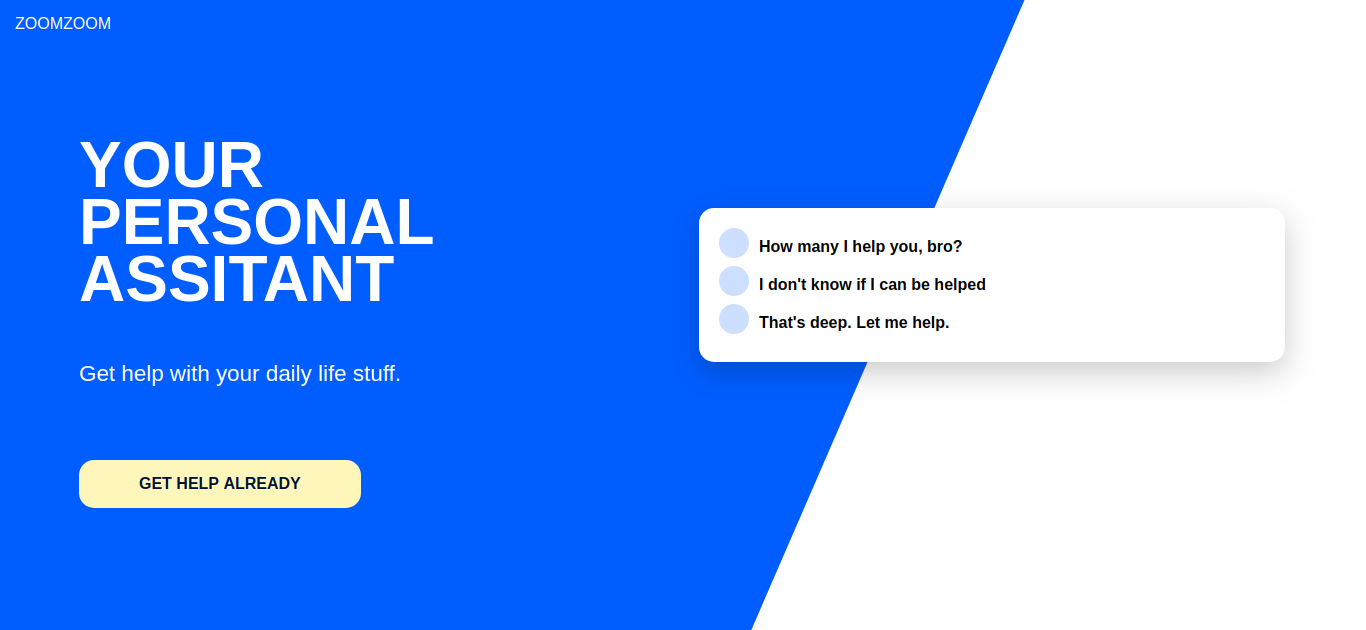 ZOOMZOOM
YOUR
PERSONAL
ASSITANT
Get help with your daily life stuff.
GET HELP ALREADY
How many I help you, bro?
I don't know if I can be helped
That's deep. Let me help.